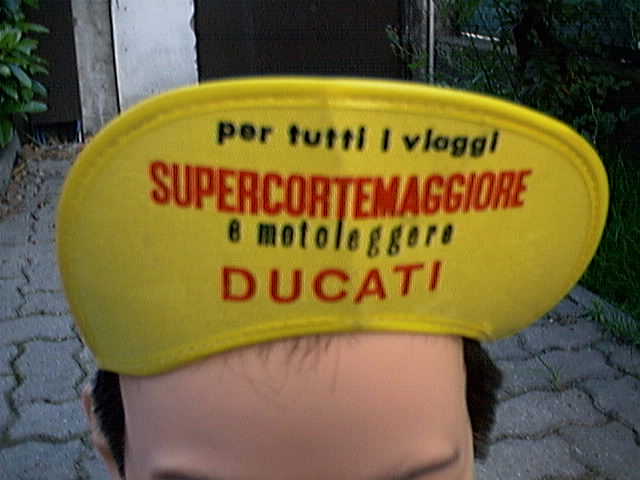 per tutti i viaggi
SUPERCORTEMAGGIORE
e motoleggere
DUCATI